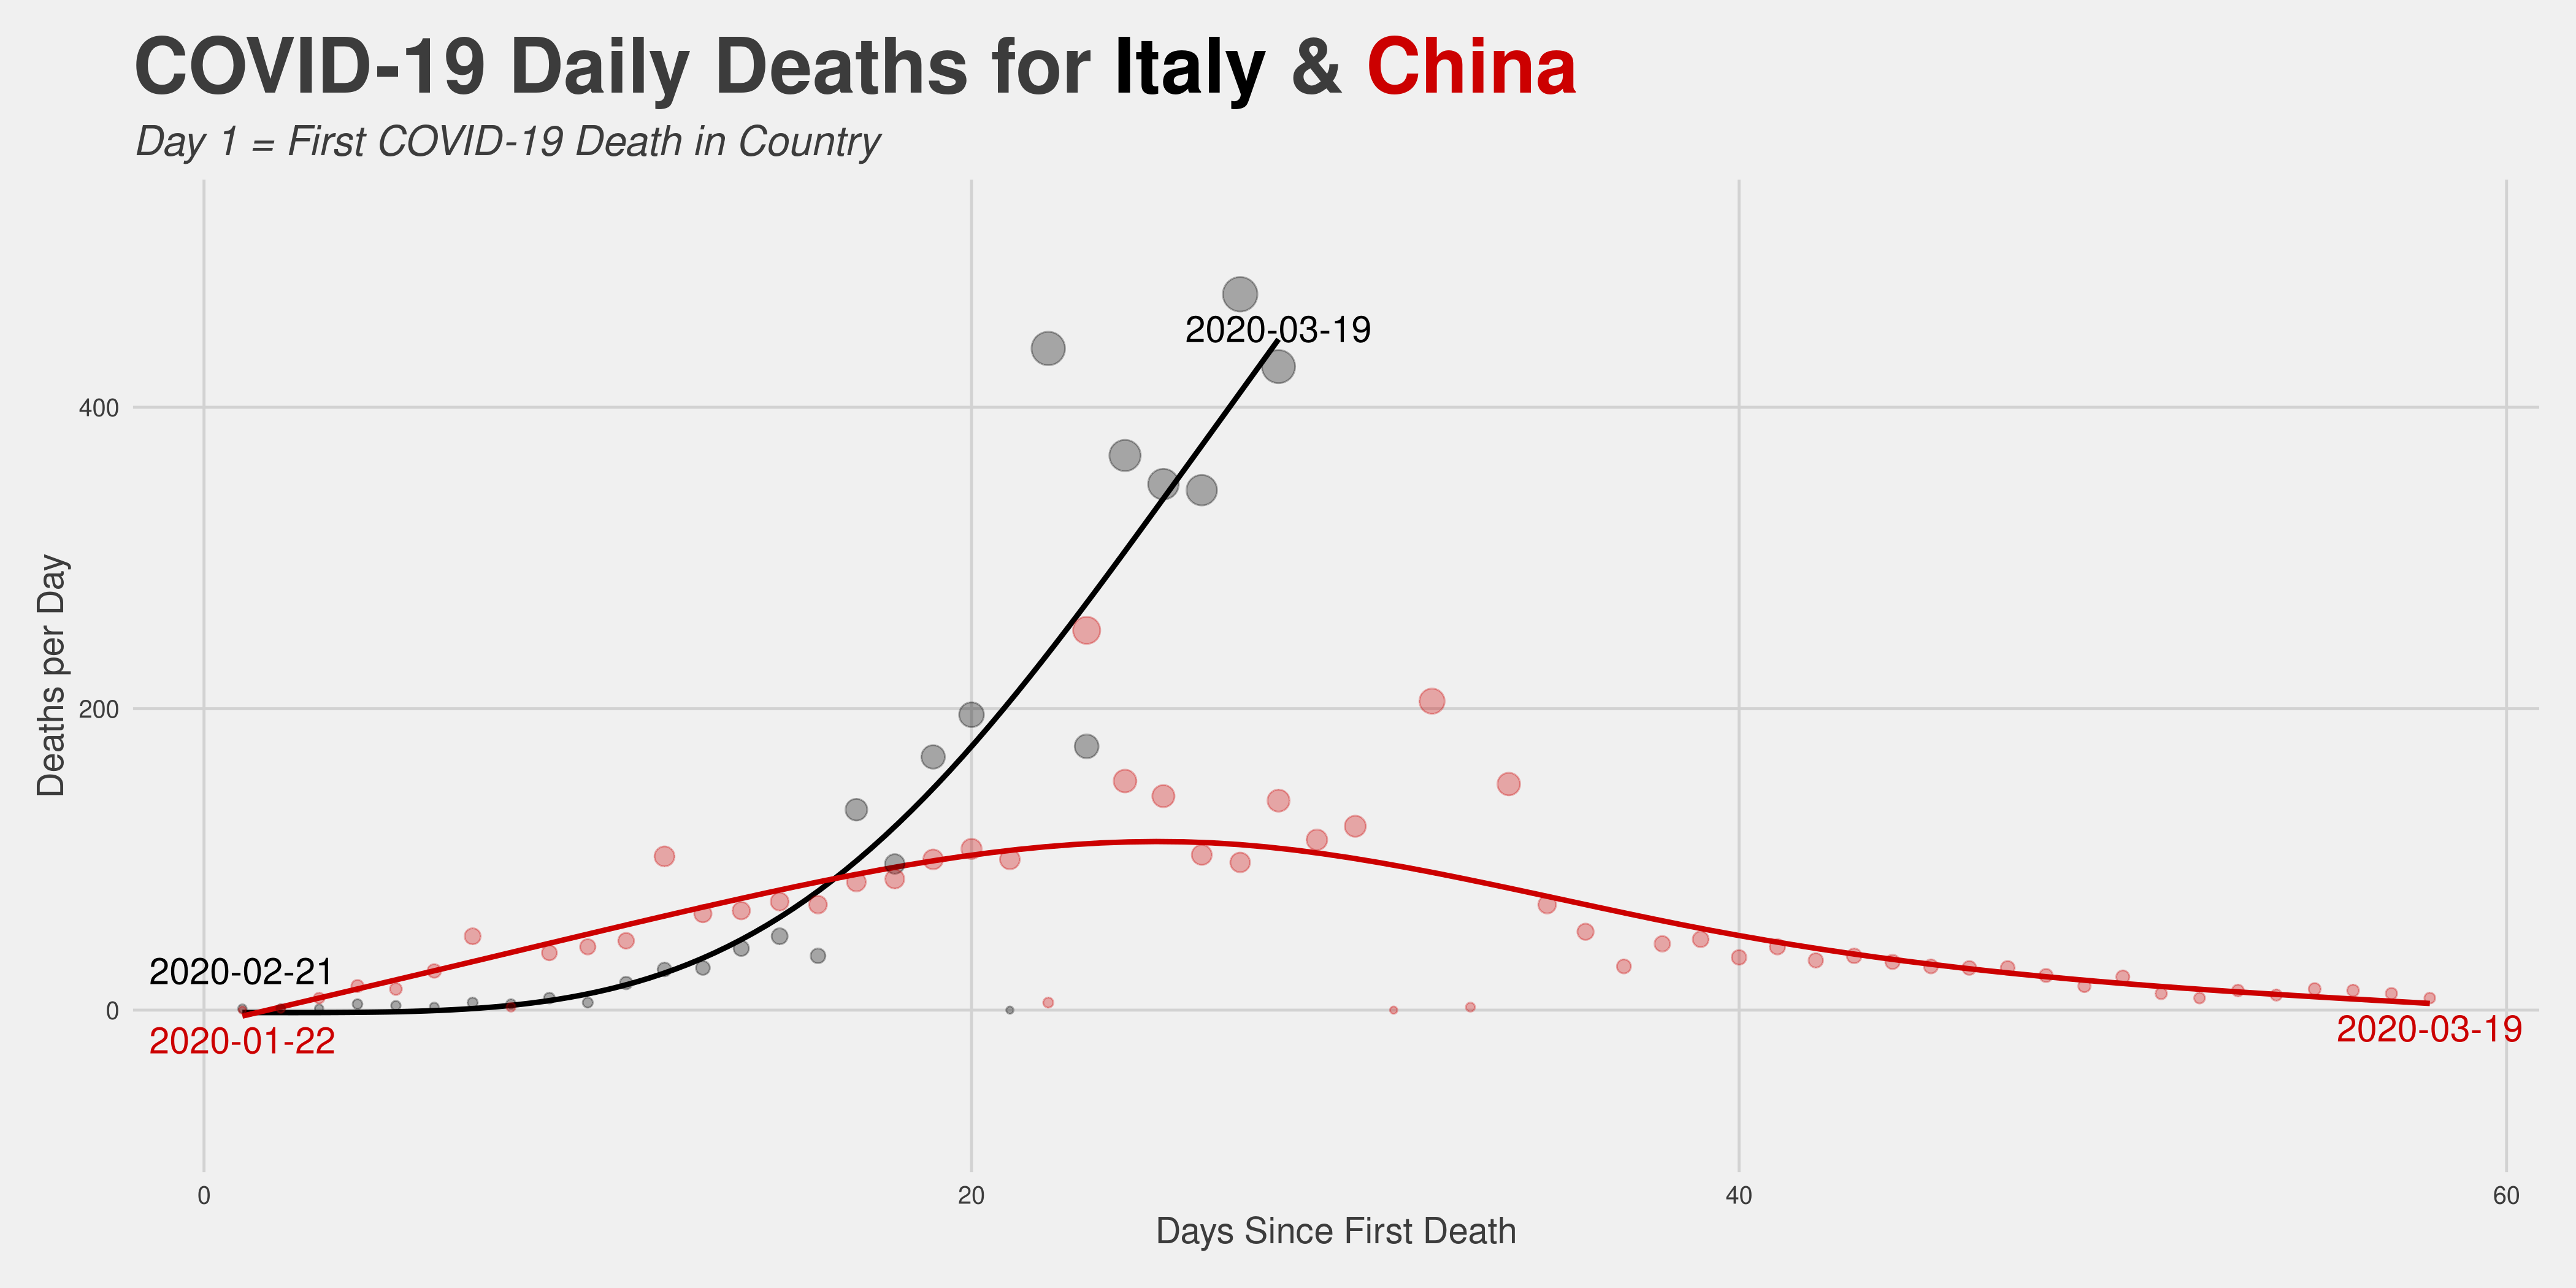 COVID-19 Daily Deaths for Italy & China
Day 1 = First COVID-19 Death in Country
2020-03-19
400
Deaths per Day
200
2020-02-21
0
2020-01-22
2020-03-19
0
20
40
60
Days Since First Death